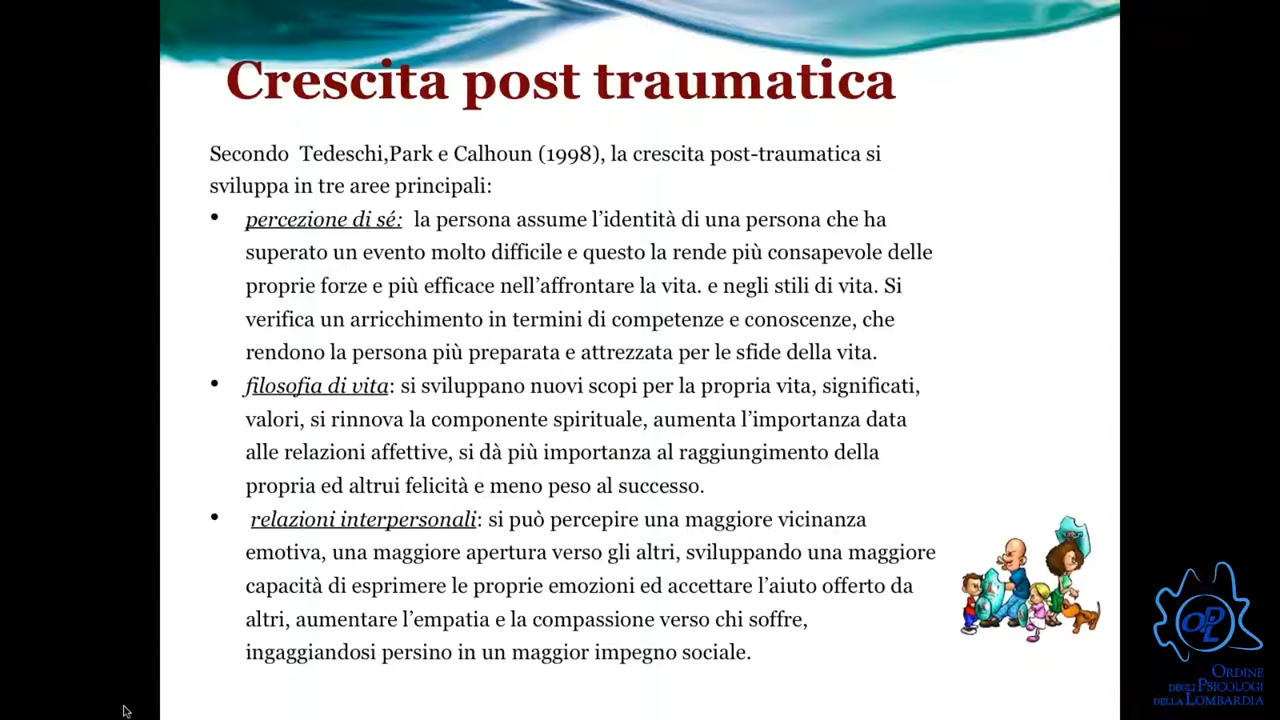 Crescita post traumatica
Secondo  Tedeschi,Park e Calhoun (1998), la crescita post-traumatica si
sviluppa in tre aree principali:
• percezione di sé:  la persona assume l'identità di una persona che ha
superato un evento molto difficile e questo la rende più consapevole delle
proprie forze e più efficace nell'affrontare la vita. e negli stili di vita. Si
verifica un arricchimento in termini di competenze e conoscenze, che
rendono la persona più preparata e attrezzata per le sfide della vita.
• filosofia di vita: si sviluppano nuovi scopi per la propria vita, significati,
valori, si rinnova la componente spirituale, aumenta l'importanza data
alle relazioni affettive, si dà più importanza al raggiungimento della
propria ed altrui felicità e meno peso al successo.
• relazioni interpersonali: si può percepire una maggiore vicinanza
emotiva, una maggiore apertura verso gli altri, sviluppando una maggiore
capacità di esprimere le proprie emozioni ed accettare l'aiuto offerto da
altri, aumentare l'empatia e la compassione verso chi soffre,
ingaggiandosi persino in un maggior impegno sociale.
OPL
ORDINE
DEGLI PSICOLOGI
DELLA LOMBARDIA